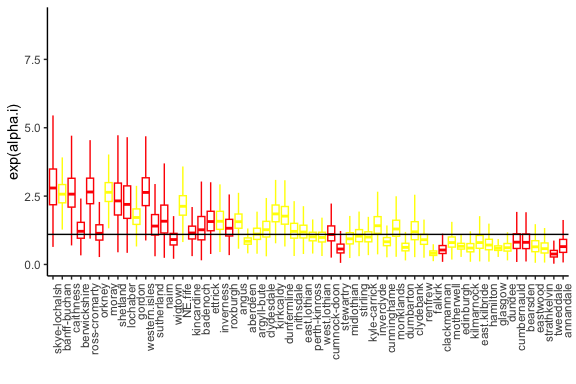 exp(alpha.i)
7.5
5.0
2.5
0.0
skye-lochalsh
banff-buchan
caithness
berwickshire
ross-cromarty
orkney
moray
shetland
lochaber
gordon
western.isles
sutherland
nairn
wigtown
NE.fife
kincardine
badenoch
ettrick
inverness
roxburgh
angus
aberdeen
argyll-bute
clydesdale
kirkcaldy
dunfermline
nithsdale
east.lothian
perth-kinross
west.lothian
cumnock-doon
stewartry
midlothian
stirling
kyle-carrick
inverclyde
cunninghame
monklands
dumbarton
clydebank
renfrew
falkirk
clackmannan
motherwell
edinburgh
kilmarnock
east.kilbride
hamilton
glasgow
dundee
cumbernauld
bearsden
eastwood
strathkelvin
tweeddale
annandale